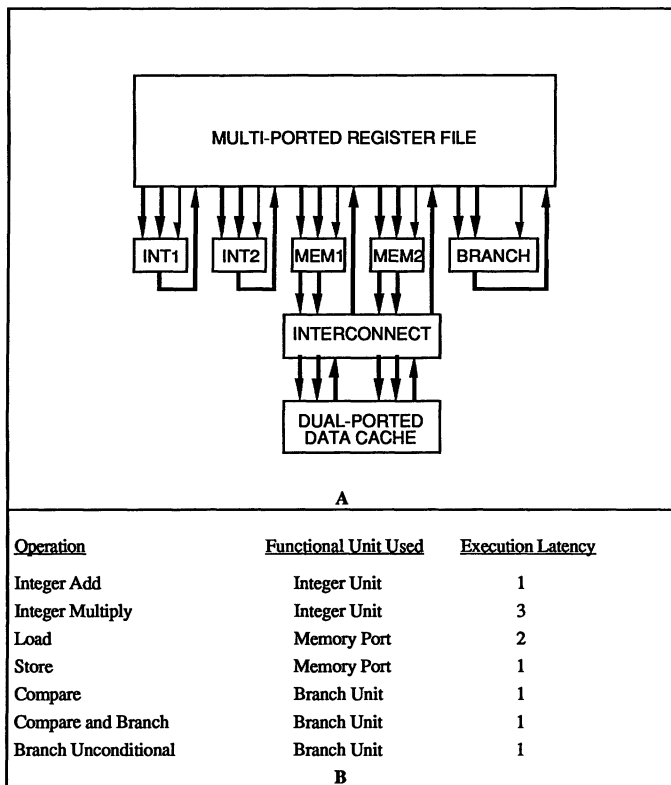 MULTI-PORTED REGISTER FILE
INT1 INT2 MEM1 MEM2 BRANCH
INTERCONNECT
DUAL-PORTED
DATA CACHE
A
Operation Functional Unit Used Execution Latency
Integer Add Integer Unit 1
Integer Multiply Integer Unit 3
Load Memory Port 2
Store Memory Port 1
Compare Branch Unit 1
Compare and Branch Branch Unit 1
Branch Unconditional Branch Unit 1
B